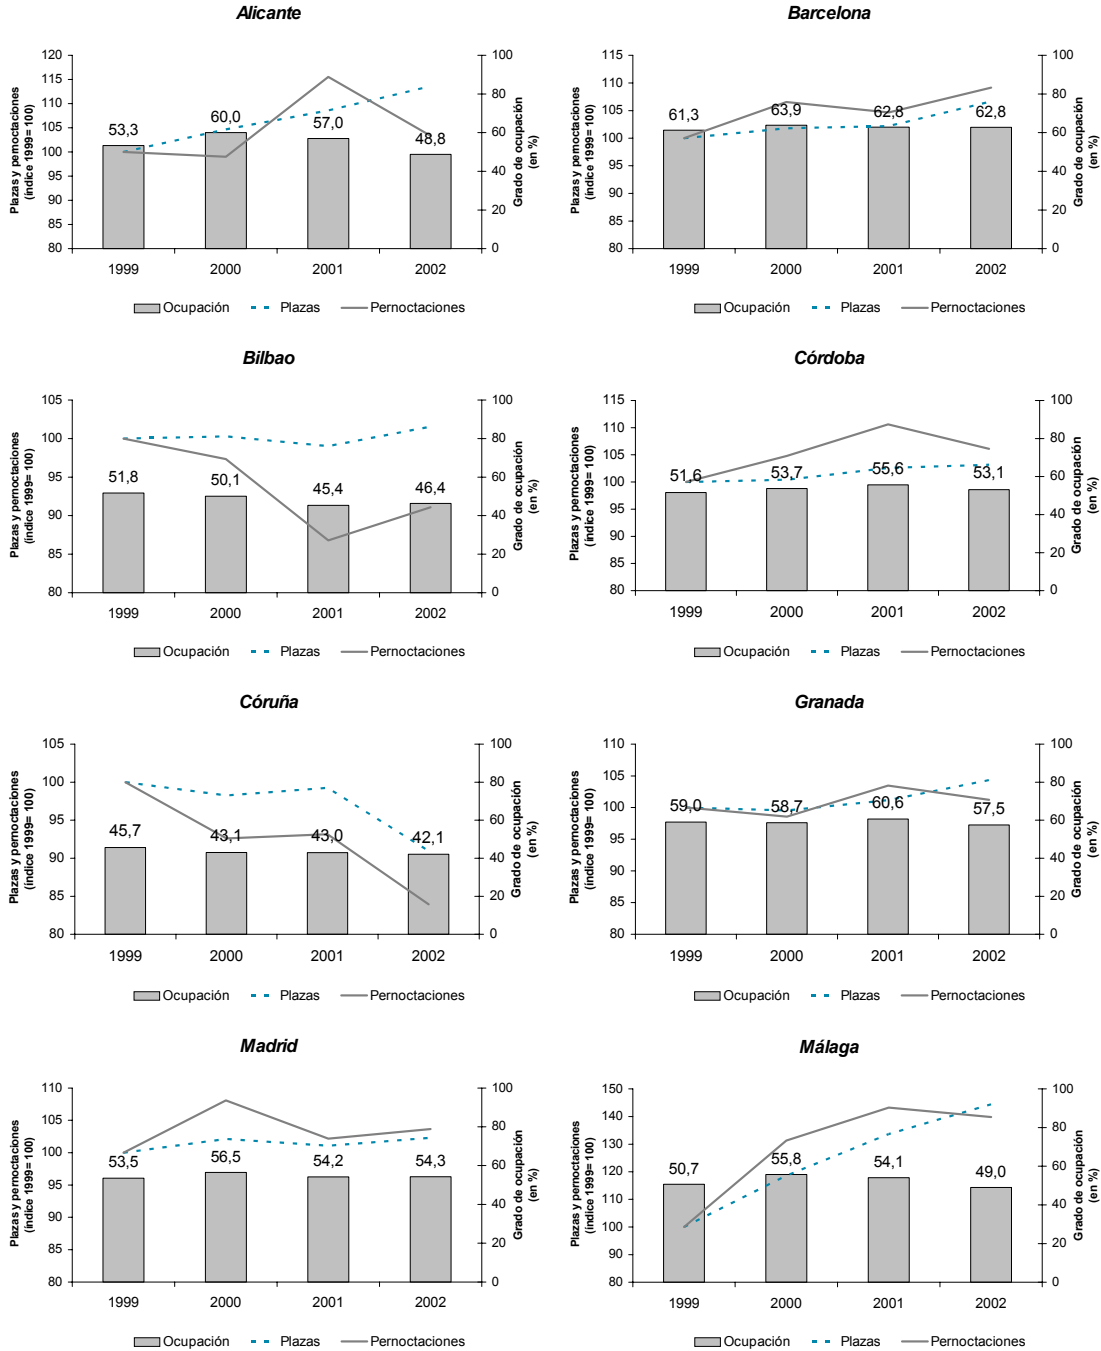 Alicante
Plazas y pernoctaciones
(índice 1999= 100)
120
115
110
105
100
95
90
85
80
53,3
60,0
57,0
48,8
100
80
60
40
20
0
Grado de ocupación
(en %)
1999 2000 2001 2002
Ocupación Plazas Pernoctaciones
Barcelona
Plazas y pernoctaciones
(índice 1999= 100)
115
110
105
100
95
90
85
80
61,3
63,9
62,8
62,8
100
80
60
40
20
0
Grado de ocupación
(en %)
1999 2000 2001 2002
Ocupación Plazas Pernoctaciones
Bilbao
Plazas y pernoctaciones
(índice 1999= 100)
105
100
95
90
85
80
51,8
50,1
45,4
46,4
100
80
60
40
20
0
Grado de ocupación
(en %)
1999 2000 2001 2002
Ocupación Plazas Pernoctaciones
Córdoba
Plazas y pernoctaciones
(índice 1999= 100)
115
110
105
100
95
90
85
80
51,6
53,7
55,6
53,1
100
80
60
40
20
0
Grado de ocupación
(en %)
1999 2000 2001 2002
Ocupación Plazas Pernoctaciones
Córuña
Plazas y pernoctaciones
(índice 1999= 100)
105
100
95
90
85
80
45,7
43,1
43,0
42,1
100
80
60
40
20
0
Grado de ocupación
(en %)
1999 2000 2001 2002
Ocupación Plazas Pernoctaciones
Granada
Plazas y pernoctaciones
(índice 1999= 100)
110
105
100
95
90
85
80
59,0
58,7
60,6
57,5
100
80
60
40
20
0
Grado de ocupación
(en %)
1999 2000 2001 2002
Ocupación Plazas Pernoctaciones
Madrid
Plazas y pernoctaciones
(índice 1999= 100)
110
105
100
95
90
85
80
53,5
56,5
54,2
54,3
100
80
60
40
20
0
Grado de ocupación
(en %)
1999 2000 2001 2002
Ocupación Plazas Pernoctaciones
Málaga
Plazas y pernoctaciones
(índice 1999= 100)
150
140
130
120
110
100
90
80
50,7
55,8
54,1
49,0
100
80
60
40
20
0
Grado de ocupación
(en %)
1999 2000 2001 2002
Ocupación Plazas Pernoctaciones